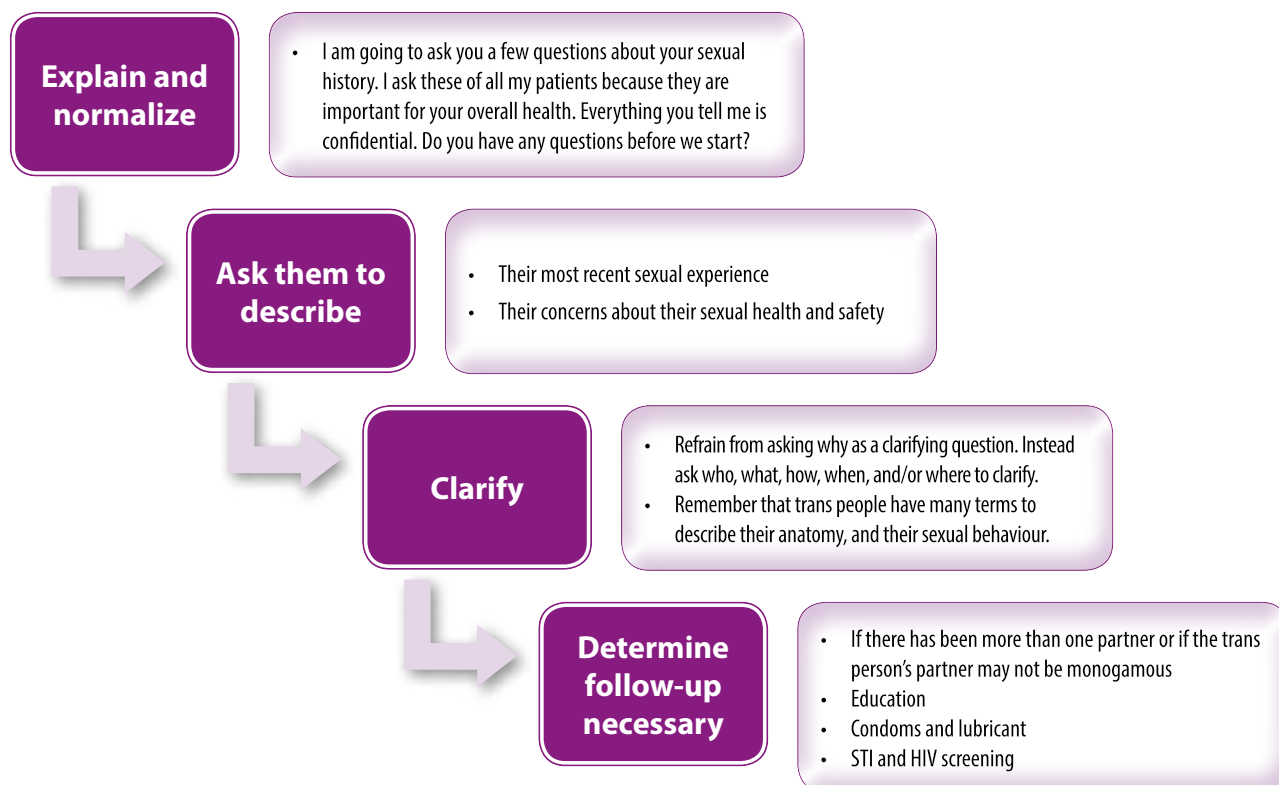 Explain and
normalize
• I am going to ask you a few questions about your sexual
history. I ask these of all my patients because they are
important for your overall health. Everything you tell me is
confidential. Do you have any questions before we start?
Ask them to
describe
• Their most recent sexual experience
• Their concerns about their sexual health and safety
Clarify
• Refrain from asking why as a clarifying question. Instead
ask who, what, how, when, and/or where to clarify.
• Remember that trans people have many terms to
describe their anatomy, and their sexual behaviour.
Determine
follow-up
necessary
• If there has been more than one partner or if the trans
person’s partner may not be monogamous
• Education
• Condoms and lubricant
• STI and HIV screening